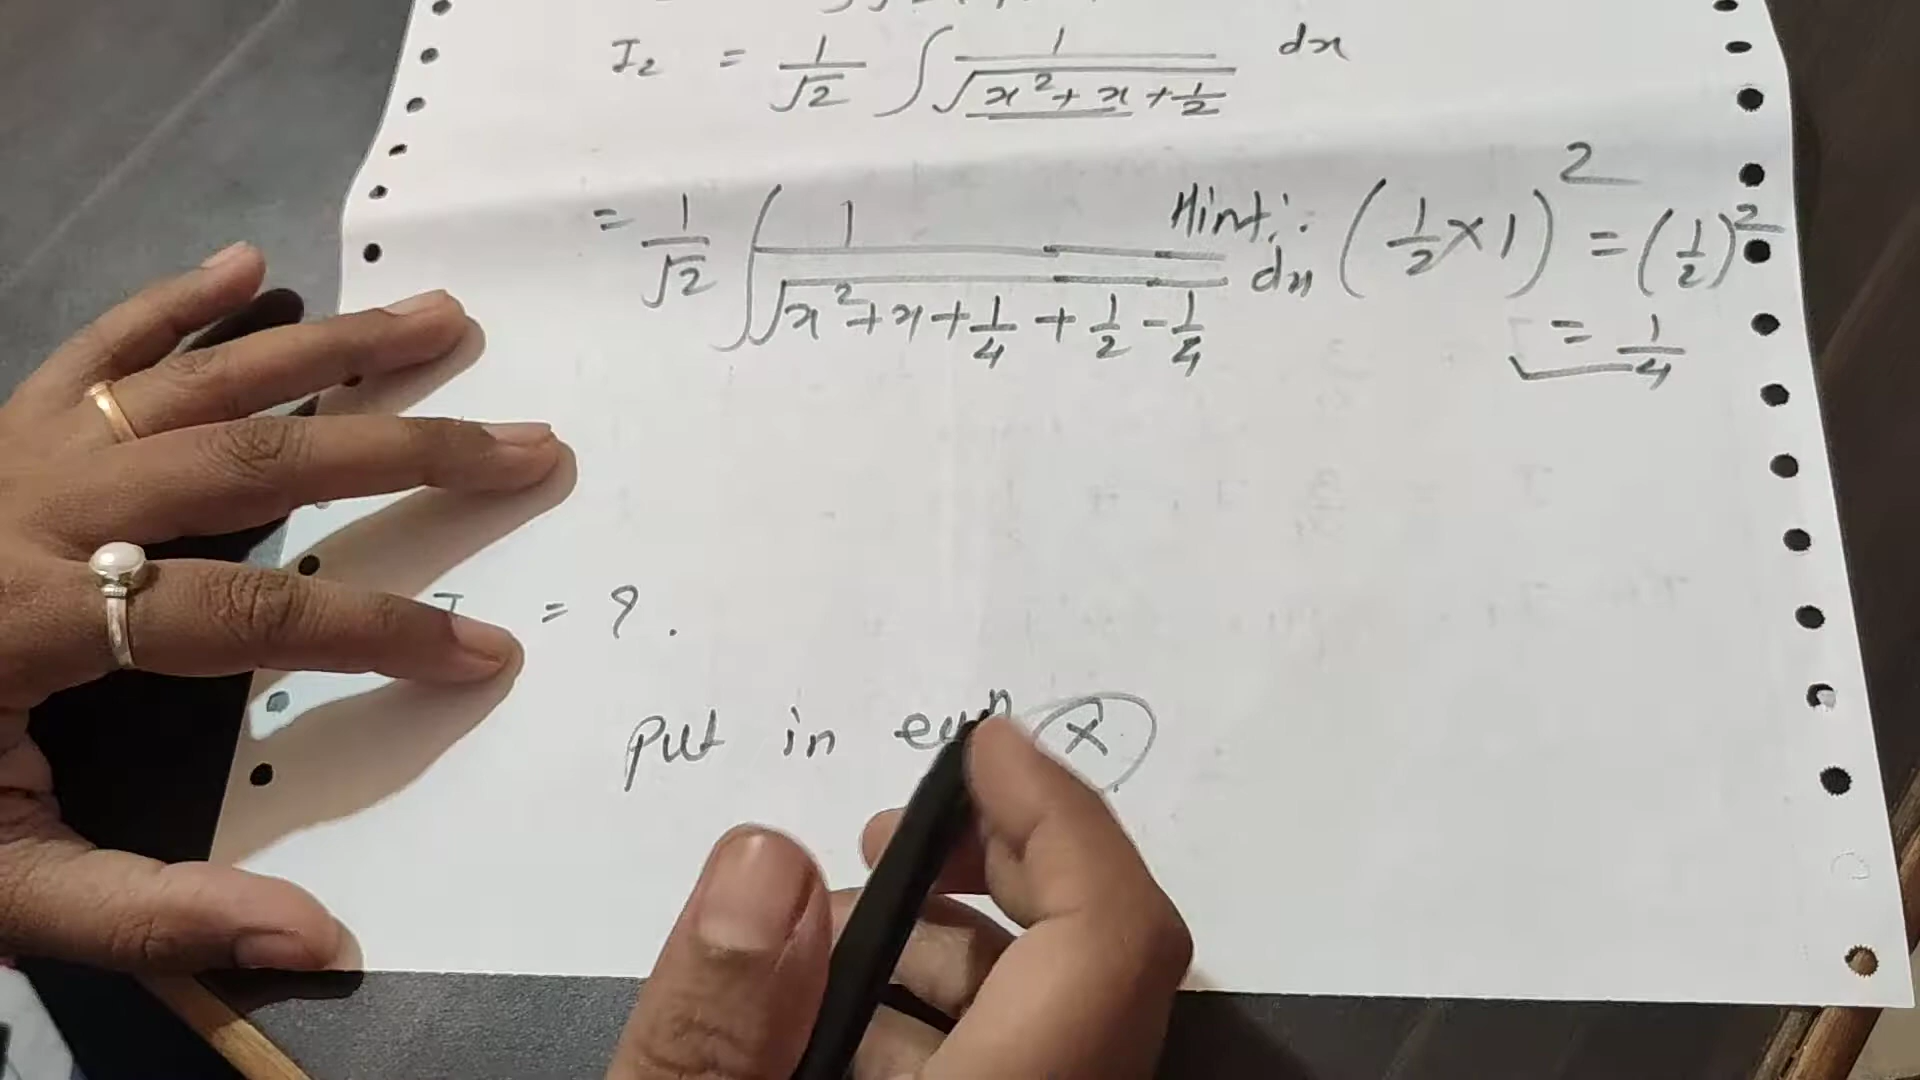 I₂ = 1/√2 ∫ 1/√(x² + x + 1/2) dx
= 1/√2 ∫ 1/√(x² + x + 1/4 + 1/2 - 1/4) dx
Hint:- (1/2 × 1)² = (1/2)²
= 1/4
I = ?.
put in eqn (x)